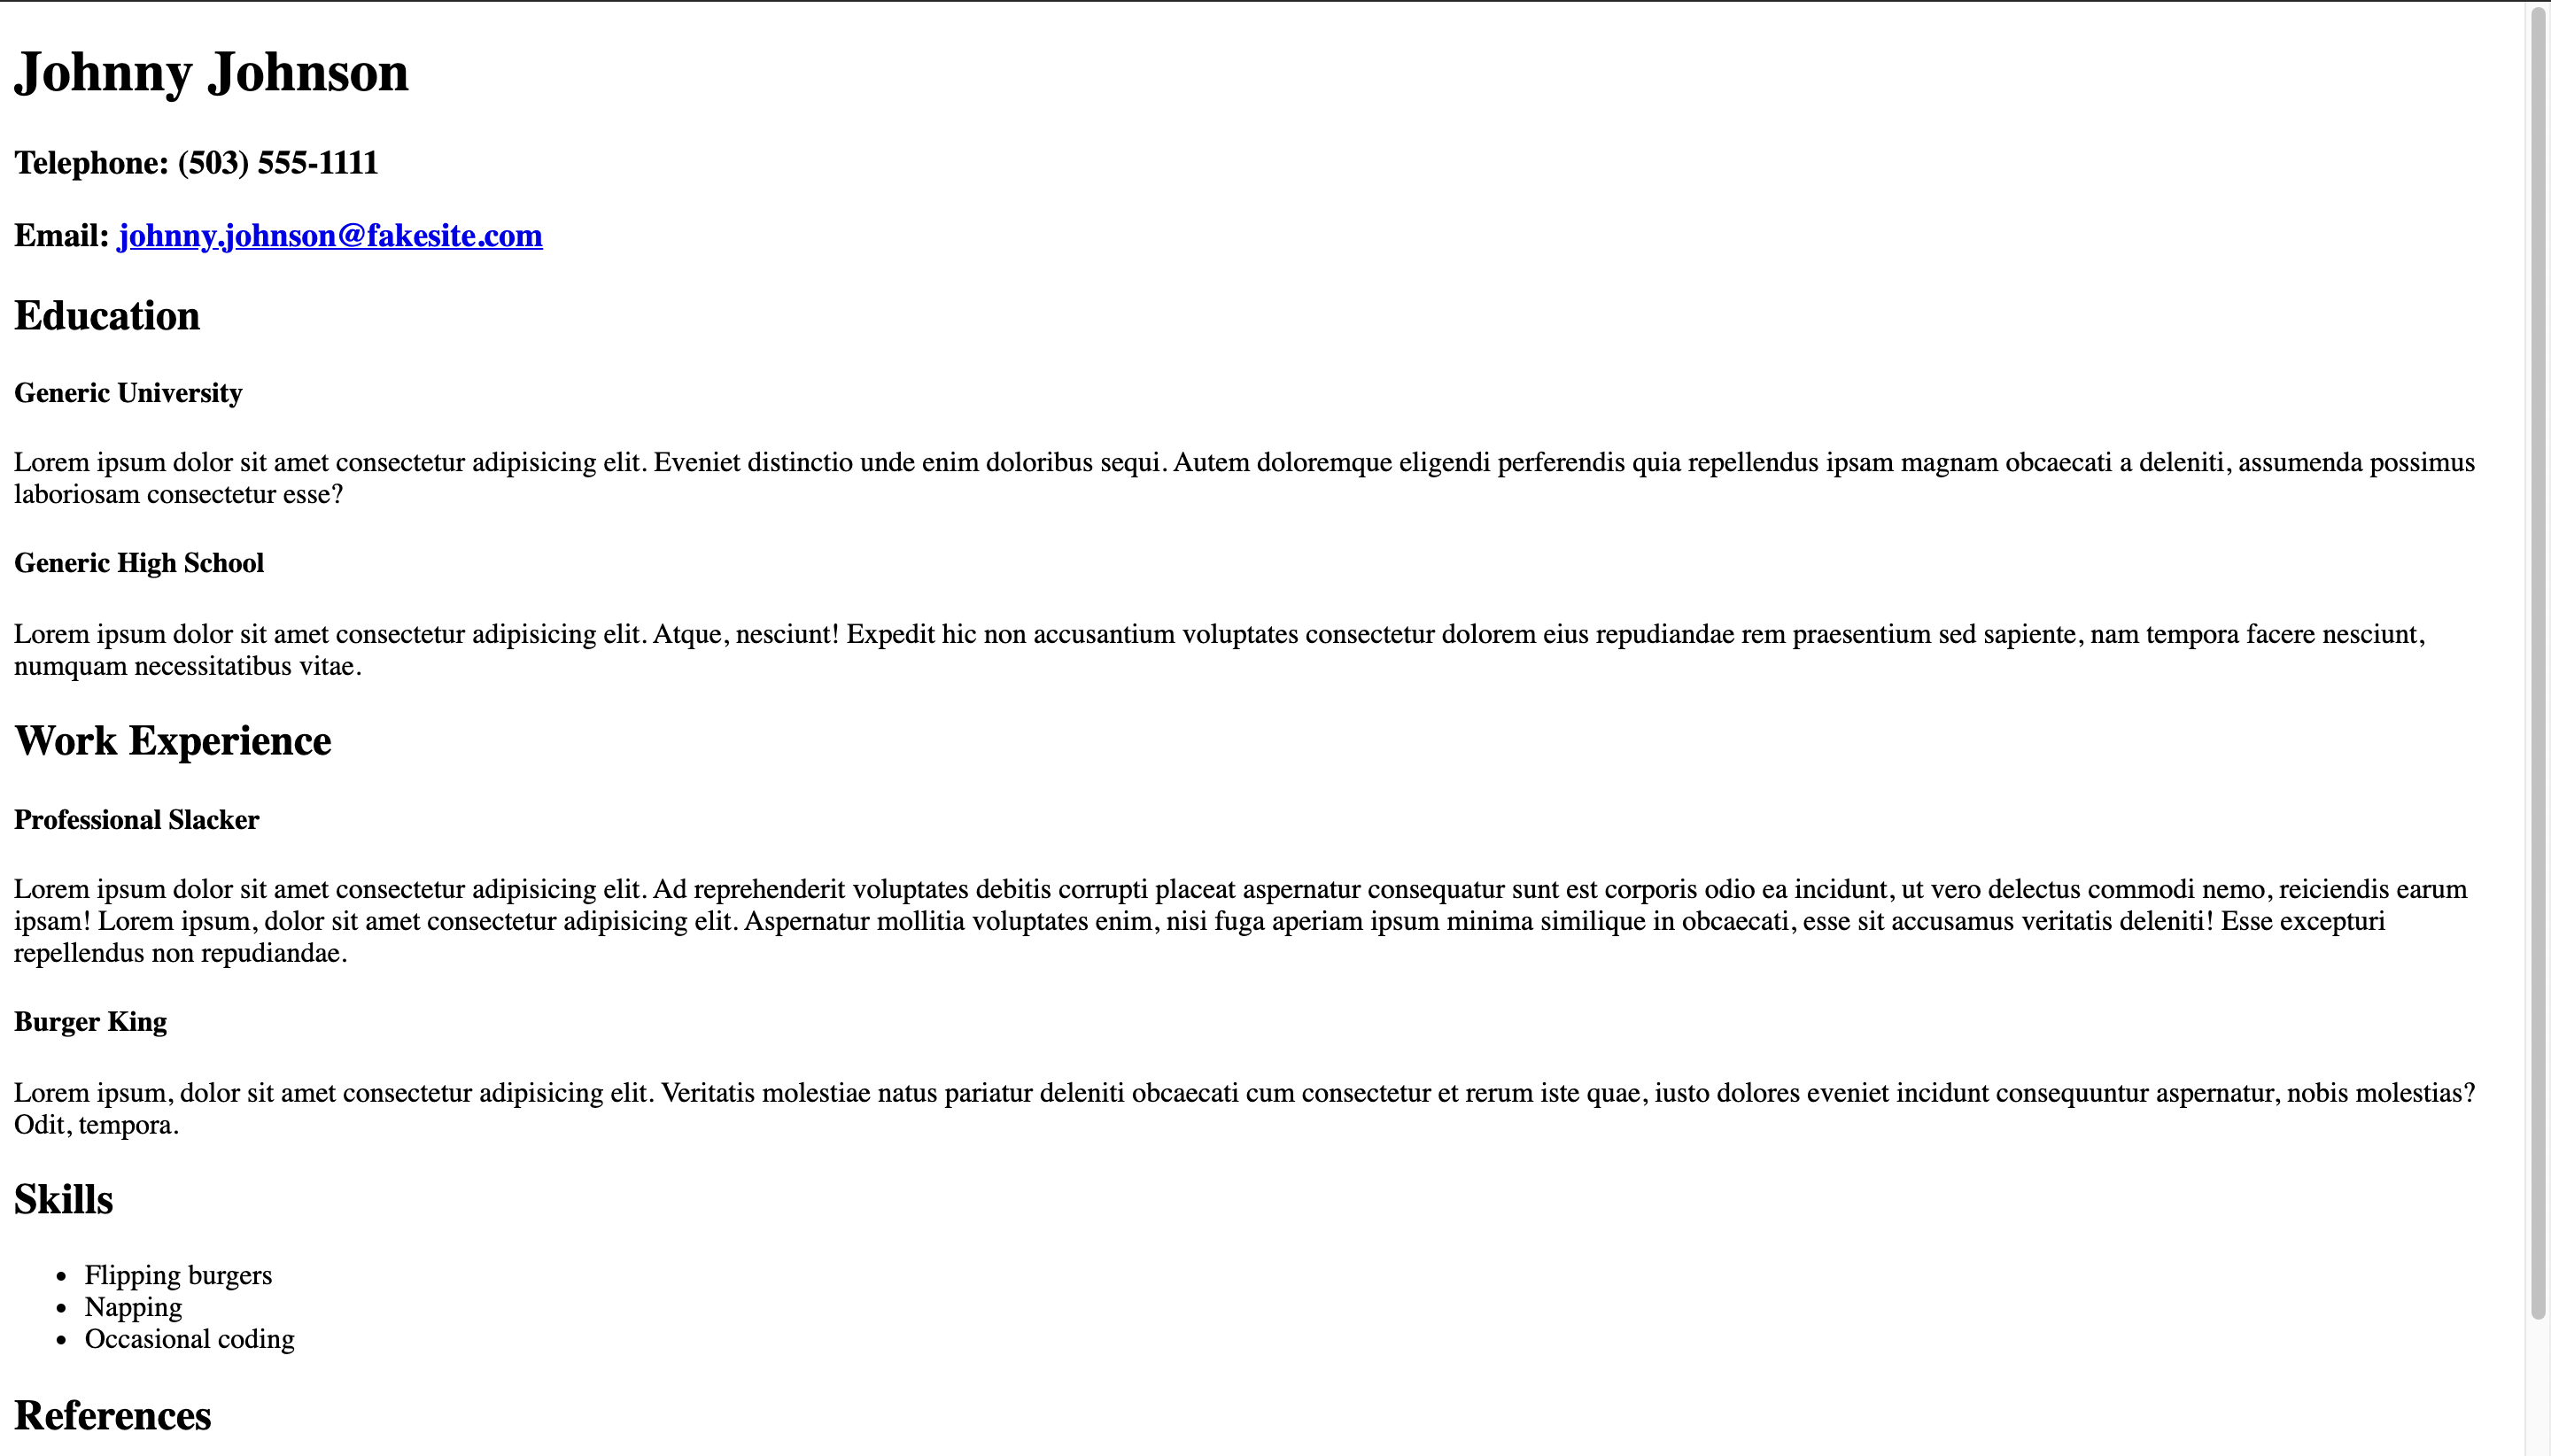 Johnny Johnson
Telephone: (503) 555-1111
Email: johnny.johnson@fakesite.com
Education
Generic University
Lorem ipsum dolor sit amet consectetur adipisicing elit. Eveniet distinctio unde enim doloribus sequi. Autem doloremque eligendi perferendis quia repellendus ipsam magnam obcaecati a deleniti, assumenda possimus
laboriosam consectetur esse?
Generic High School
Lorem ipsum dolor sit amet consectetur adipisicing elit. Atque, nesciunt! Expedit hic non accusantium voluptates consectetur dolorem eius repudiandae rem praesentium sed sapiente, nam tempora facere nesciunt,
numquam necessitatibus vitae.
Work Experience
Professional Slacker
Lorem ipsum dolor sit amet consectetur adipisicing elit. Ad reprehenderit voluptates debitis corrupti placeat aspernatur consequatur sunt est corporis odio ea incidunt, ut vero delectus commodi nemo, reiciendis earum
ipsam! Lorem ipsum, dolor sit amet consectetur adipisicing elit. Aspernatur mollitia voluptates enim, nisi fuga aperiam ipsum minima similique in obcaecati, esse sit accusamus veritatis deleniti! Esse excepturi
repellendus non repudiandae.
Burger King
Lorem ipsum, dolor sit amet consectetur adipisicing elit. Veritatis molestiae natus pariatur deleniti obcaecati cum consectetur et rerum iste quae, iusto dolores eveniet incidunt consequuntur aspernatur, nobis molestias?
Odit, tempora.
Skills
• Flipping burgers
• Napping
• Occasional coding
References